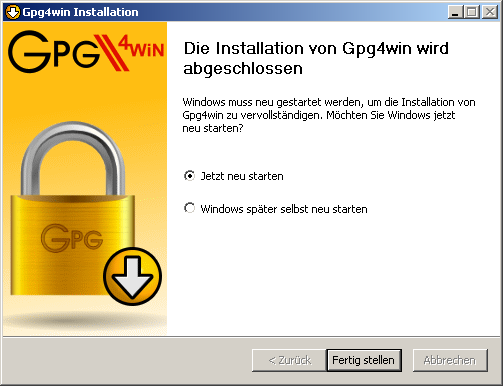 Gpg4win Installation
GPG4WiN
Die Installation von Gpg4win wird
abgeschlossen
Windows muss neu gestartet werden, um die Installation von
Gpg4win zu vervollständigen. Möchten Sie Windows jetzt
neu starten?
Jetzt neu starten
Windows später selbst neu starten
GPG
< Zurück
Fertig stellen
Abbrechen